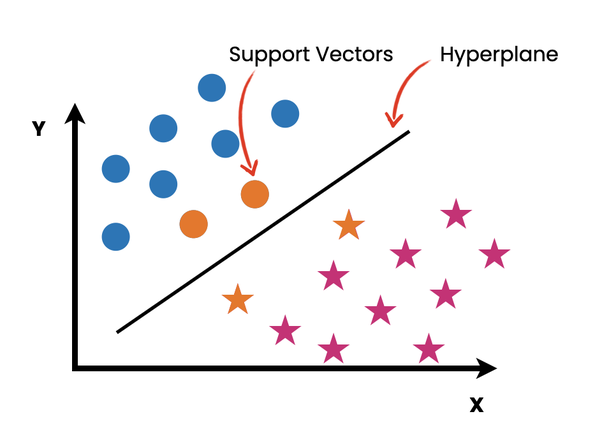 Support Vectors
Hyperplane
Y
X